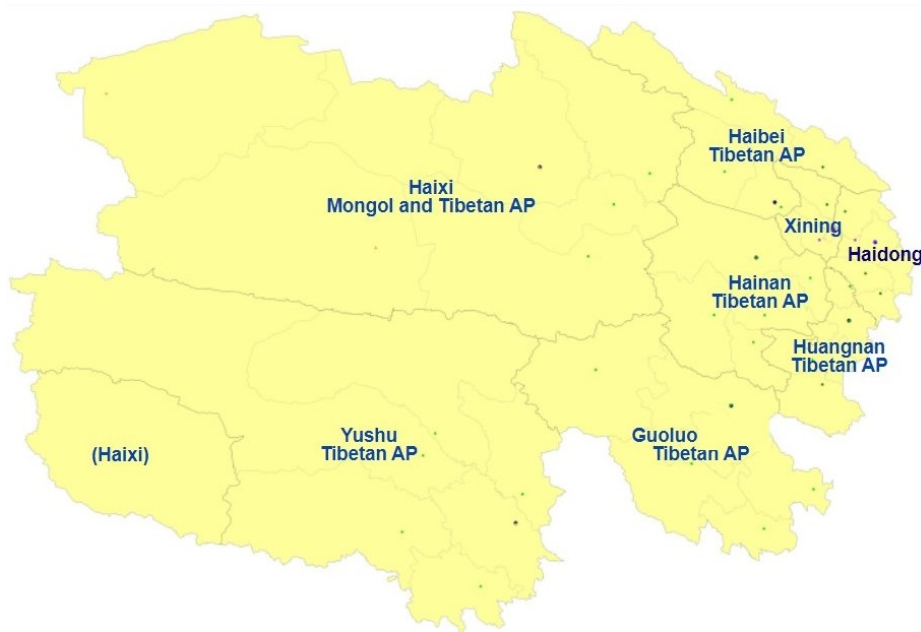 Haibei
Tibetan AP
Haixi
Mongol and Tibetan AP
Xining
Haidong
Hainan
Tibetan AP
Huangnan
Tibetan AP
Yushu
Tibetan AP
Guoluo
Tibetan AP
(Haixi)